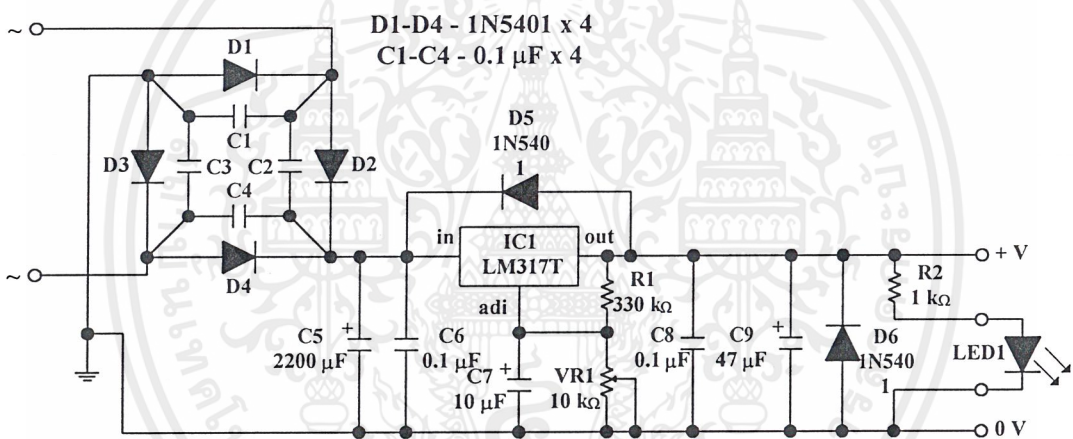 D1-D4 - 1N5401 x 4
C1-C4 - 0.1 μF x 4
~
D1
C1
D3
C3
C2
D2
C4
D4
~
D5
1N540
1
in
IC1
LM317T
out
adi
R1
330 kΩ
C5
+
2200 μF
C6
0.1 μF
C7
+
10 μF
VR1
10 kΩ
C8
0.1 μF
C9
+
47 μF
D6
1N540
1
R2
1 kΩ
LED1
+ V
0 V